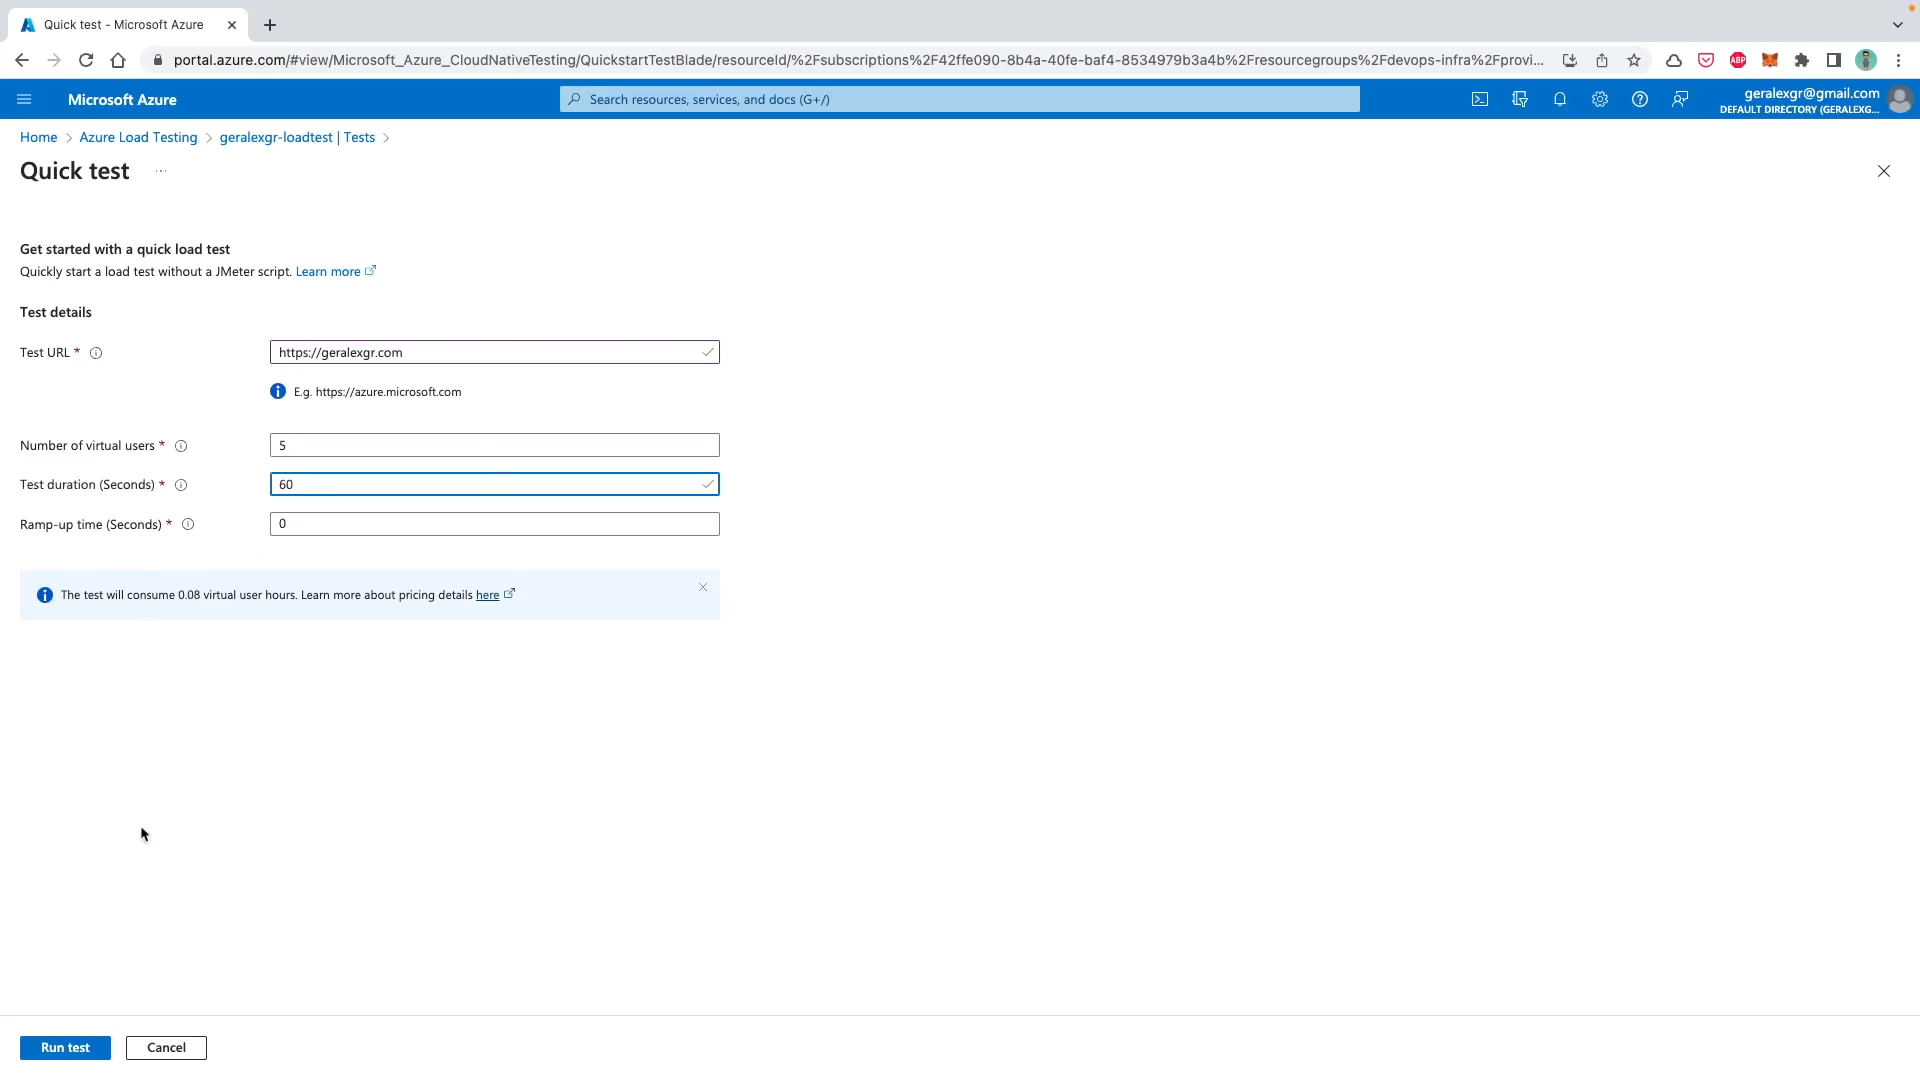 Quick test - Microsoft Azure
portal.azure.com/#view/Microsoft_Azure_CloudNativeTesting/QuickstartTestBlade/resourceId/%2Fsubscriptions%2F42ffe090-8b4a-40fe-baf4-8534979b3a4b%2Fresourcegroups%2Fdevops-infra%2Fprovi...
ABP
Microsoft Azure
Search resources, services, and docs (G+/)
geralexgr@gmail.com
DEFAULT DIRECTORY (GERALEXG...
Home > Azure Load Testing > geralexgr-loadtest | Tests >
Quick test ...
Get started with a quick load test
Quickly start a load test without a JMeter script. Learn more
Test details
Test URL *
https://geralexgr.com
E.g. https://azure.microsoft.com
Number of virtual users *
5
Test duration (Seconds) *
60
Ramp-up time (Seconds) *
0
The test will consume 0.08 virtual user hours. Learn more about pricing details here
Run test
Cancel